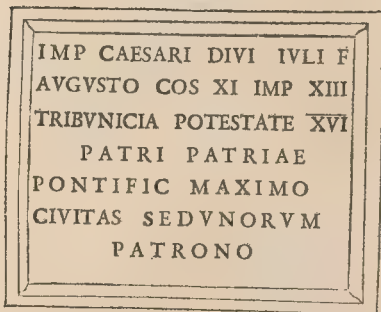 IMP CAESARI DIVI IVLI F
AVGVSTO COS XI IMP XIII
TRIBVNICIA POTESTATE XVI
PATRI PATRIAE
PONTIFIC MAXIMO
CIVITAS SEDVNORVM
PATRONO